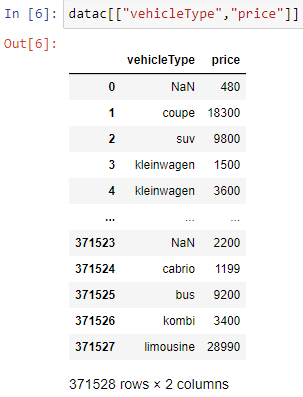 In [6]: datac[["vehicleType","price"]]
Out[6]:
vehicleType price
0 NaN 480
1 coupe 18300
2 suv 9800
3 kleinwagen 1500
4 kleinwagen 3600
... ... ...
371523 NaN 2200
371524 cabrio 1199
371525 bus 9200
371526 kombi 3400
371527 limousine 28990
371528 rows × 2 columns